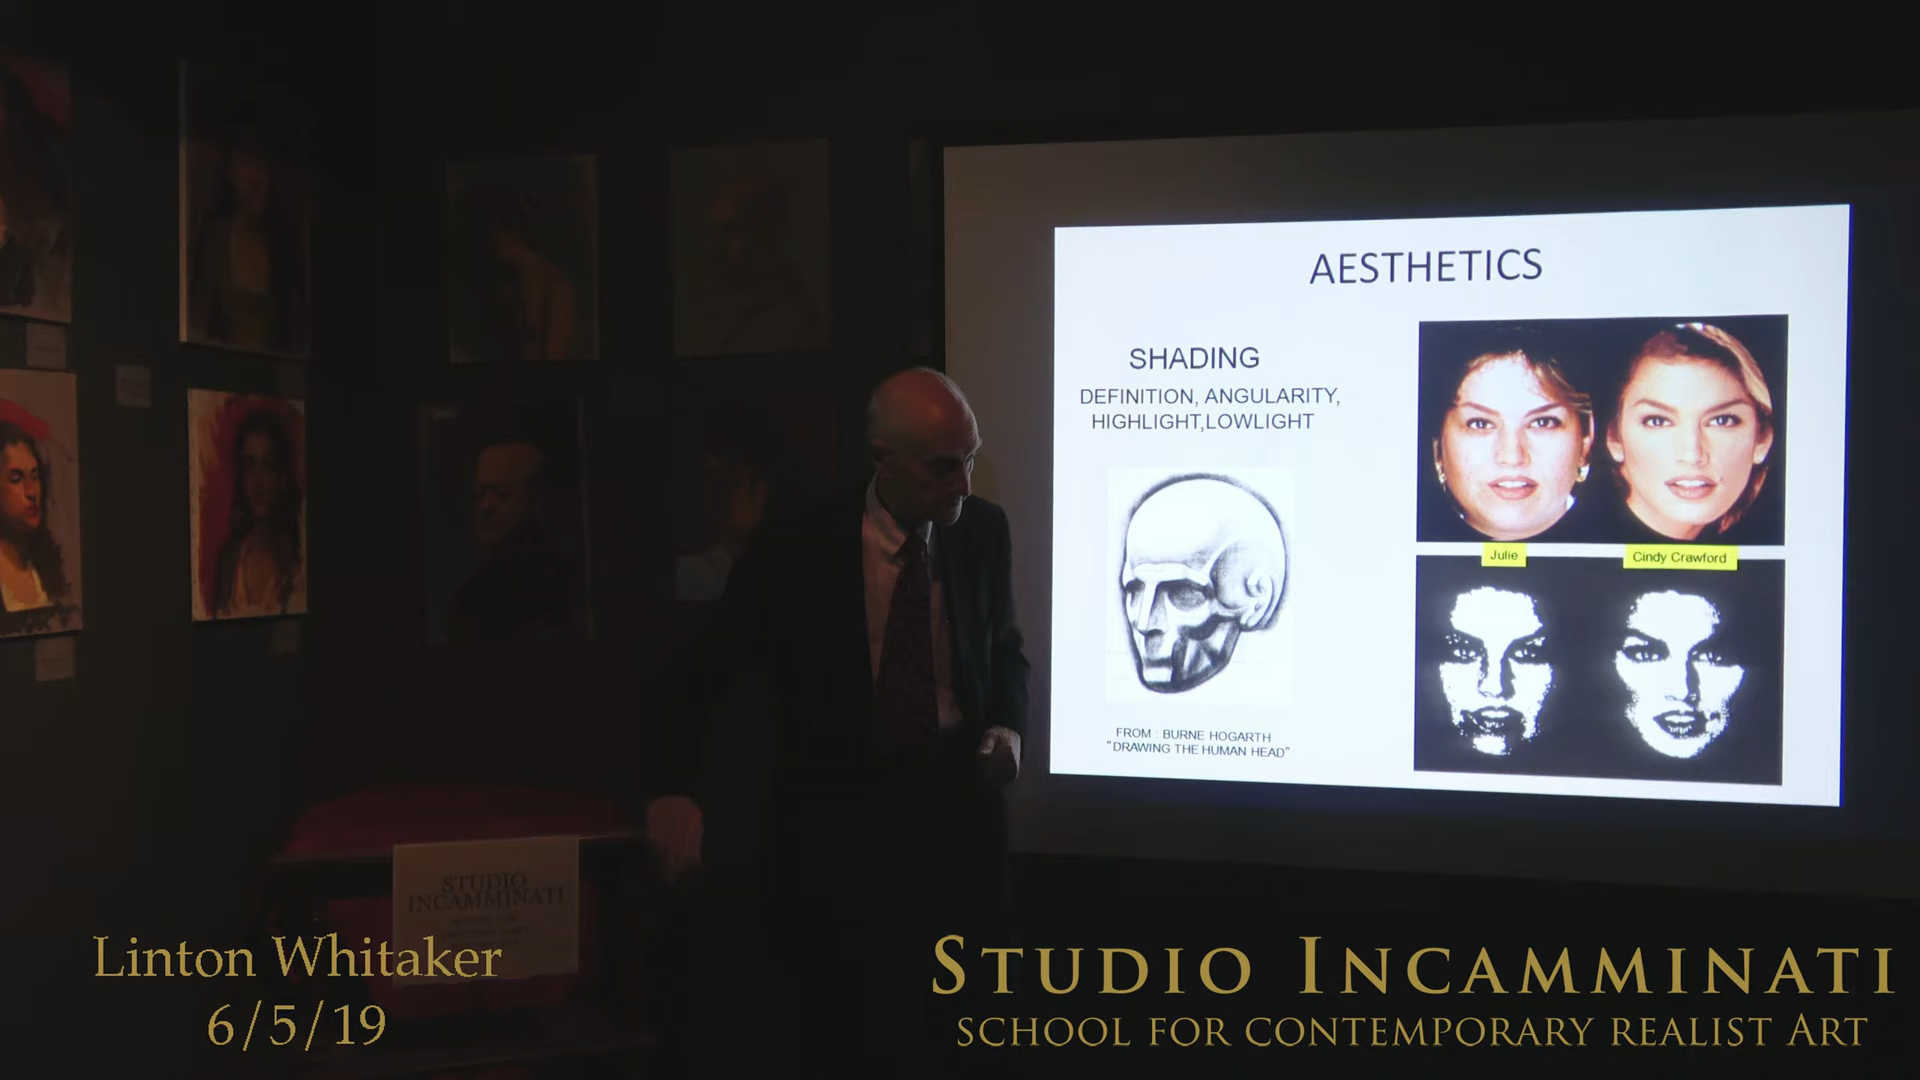 AESTHETICS
SHADING
DEFINITION, ANGULARITY,
HIGHLIGHT,LOWLIGHT
Julie
Cindy Crawford
FROM : BURNE HOGARTH
"DRAWING THE HUMAN HEAD"
STUDIO
INCAMMINATI
Linton Whitaker
6/5/19
STUDIO INCAMMINATI
SCHOOL FOR CONTEMPORARY REALIST ART